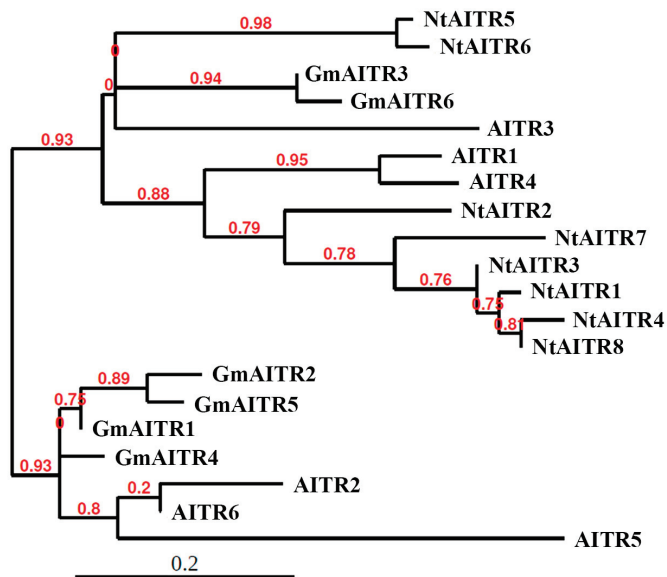 NtAITR5
0.98
NtAITR6
0
GmAITR3
0.94
0
GmAITR6
AITR3
0.93
AITR1
0.95
AITR4
0.88
NtAITR2
0.79
NtAITR7
0.78
NtAITR3
0.76
NtAITR1
0.75
NtAITR4
0.81
NtAITR8
GmAITR2
0.89
GmAITR5
0.75
0
GmAITR1
GmAITR4
0.93
AITR2
0.2
0.8
AITR6
AITR5
0.2